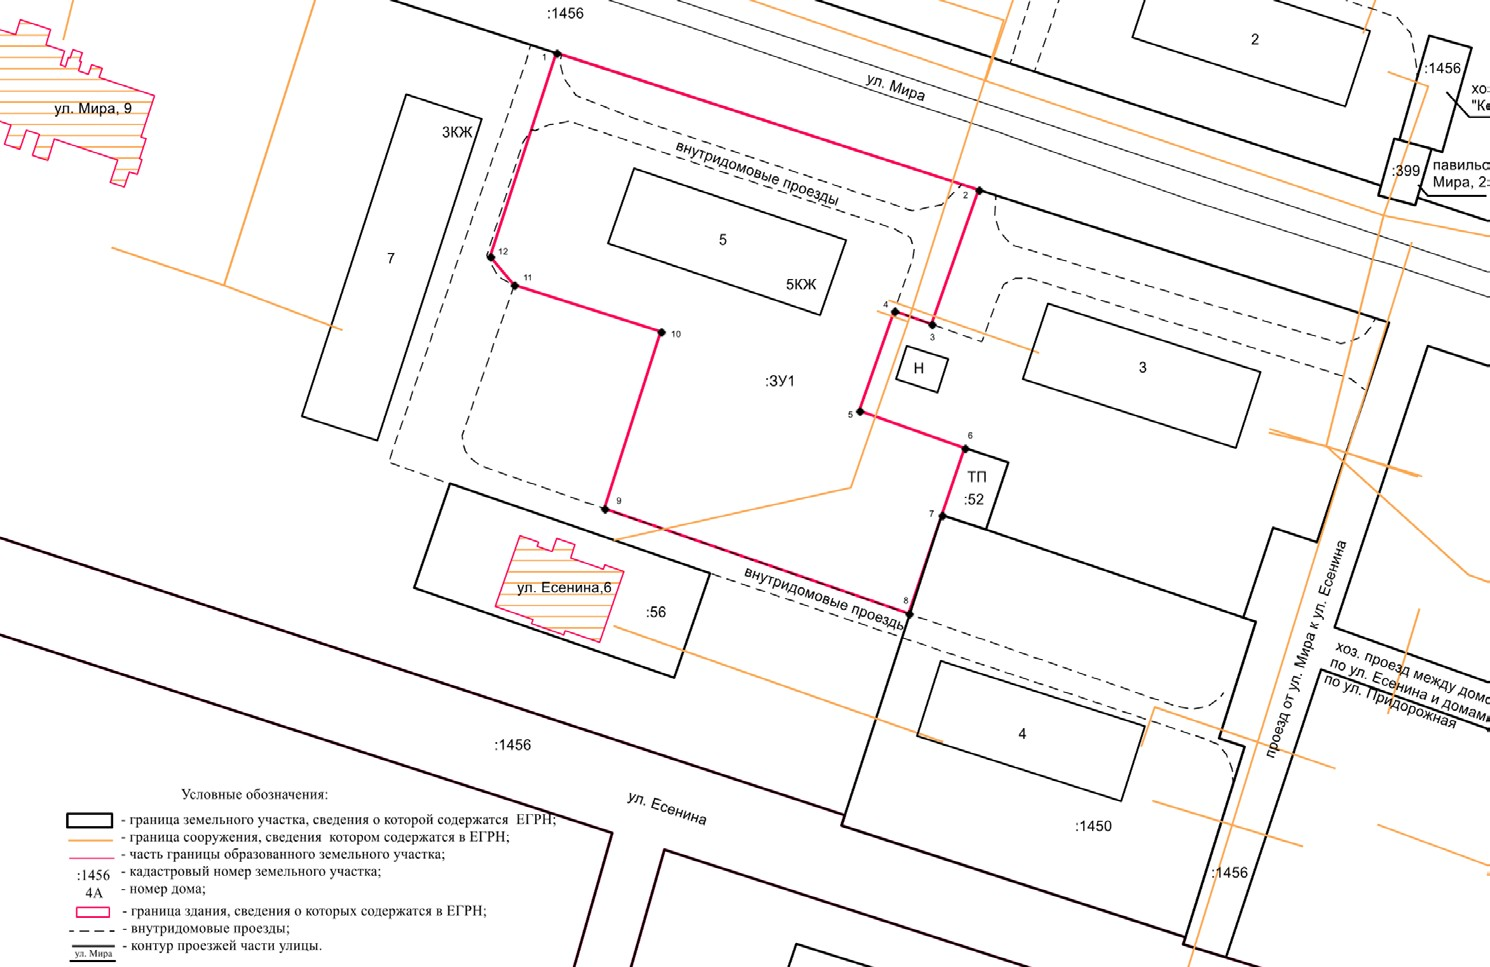 :1456
2
:1456
ул. Мира
хоз
"Ке
ул. Мира, 9
3КЖ
1
внутридомовые проезды
:399
павильо
Мира, 2
2
5
7
12
11
5КЖ
4
3
10
Н
3
:ЗУ1
5
6
ТП
:52
9
7
внутридомовые проезды
8
ул. Есенина,6
:56
проезд от ул. Мира к ул. Есенина
хоз. проезд между домо
по ул. Есенина и домами
по ул. Придорожная
4
:1456
ул. Есенина
:1450
:1456
Условные обозначения:
- граница земельного участка, сведения о которой содержатся ЕГРН;
- граница сооружения, сведения котором содержатся в ЕГРН;
- часть границы образованного земельного участка;
:1456 - кадастровый номер земельного участка;
4А - номер дома;
- граница здания, сведения о которых содержатся в ЕГРН;
- внутридомовые проезды;
- контур проезжей части улицы.
ул. Мира